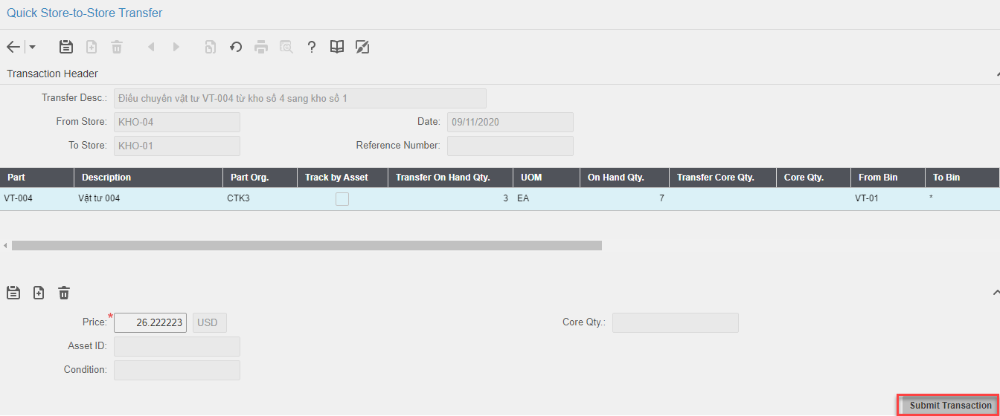 Quick Store-to-Store Transfer
?
Transaction Header
Transfer Desc.: Điều chuyển vật tư VT-004 từ kho số 4 sang kho số 1
From Store: KHO-04 Date: 09/11/2020
To Store: KHO-01 Reference Number:
Part Description Part Org. Track by Asset Transfer On Hand Qty. UOM On Hand Qty. Transfer Core Qty. Core Qty. From Bin To Bin
VT-004 Vật tư 004 CTK3 3 EA 7 VT-01 *
Price:* 26.222223 USD Core Qty.:
Asset ID:
Condition:
Submit Transaction